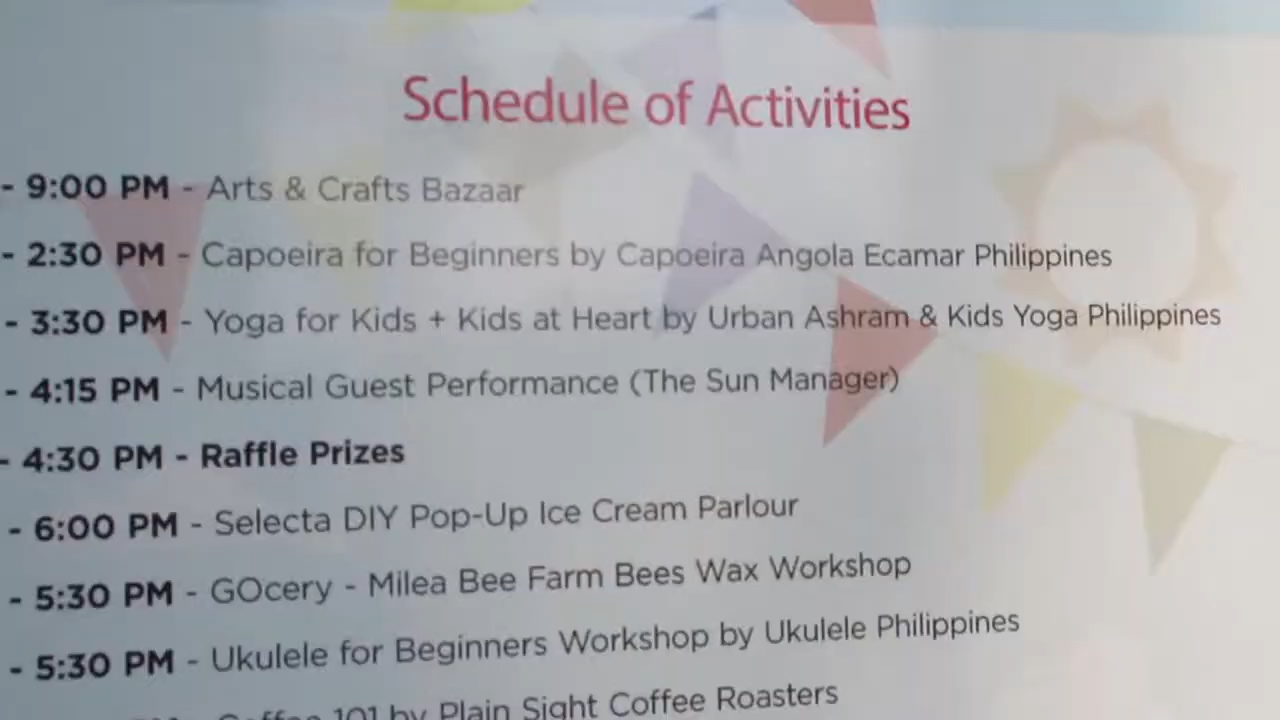 Schedule of Activities
- 9:00 PM - Arts & Crafts Bazaar
- 2:30 PM - Capoeira for Beginners by Capoeira Angola Ecamar Philippines
- 3:30 PM - Yoga for Kids + Kids at Heart by Urban Ashram & Kids Yoga Philippines
- 4:15 PM - Musical Guest Performance (The Sun Manager)
- 4:30 PM - Raffle Prizes
- 6:00 PM - Selecta DIY Pop-Up Ice Cream Parlour
- 5:30 PM - GOcery - Milea Bee Farm Bees Wax Workshop
- 5:30 PM - Ukulele for Beginners Workshop by Ukulele Philippines
- Coffee 101 by Plain Sight Coffee Roasters